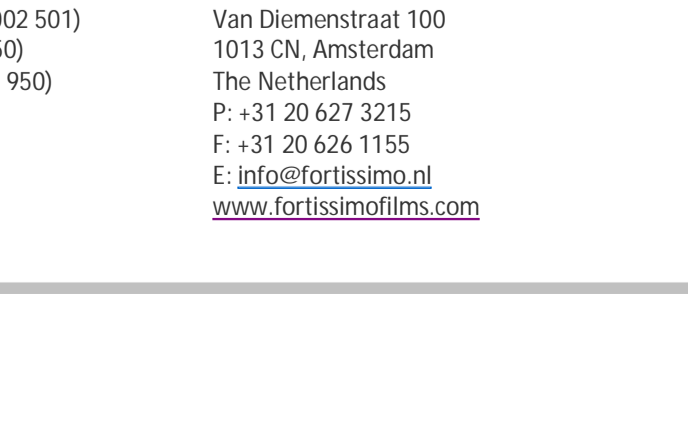 002 501)
50)
950)
Van Diemenstraat 100
1013 CN, Amsterdam
The Netherlands
P: +31 20 627 3215
F: +31 20 626 1155
E: info@fortissimo.nl
www.fortissimofilms.com